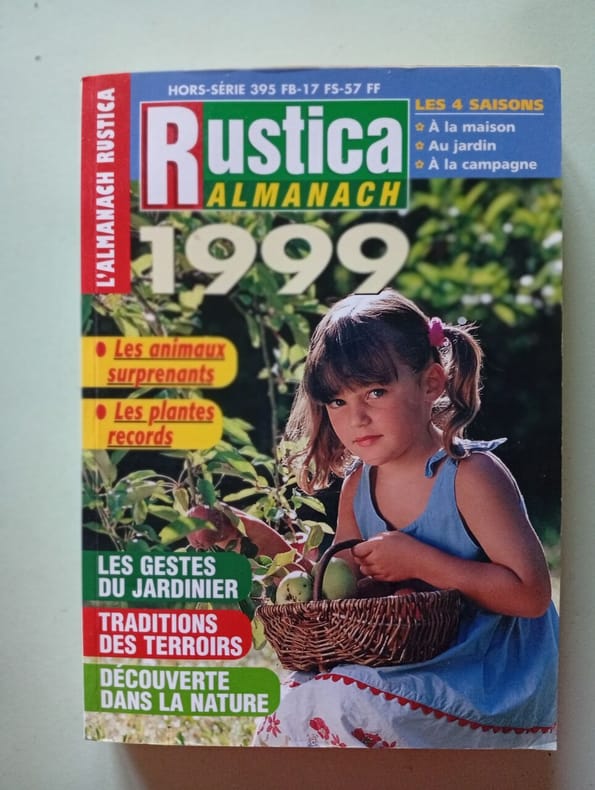 L'ALMANACH RUSTICA
HORS-SÉRIE 395 FB-17 FS-57 FF
Rustica
ALMANACH
1999
LES 4 SAISONS
À la maison
Au jardin
À la campagne
Les animaux
surprenants
Les plantes
records
LES GESTES
DU JARDINIER
TRADITIONS
DES TERROIRS
DÉCOUVERTE
DANS LA NATURE